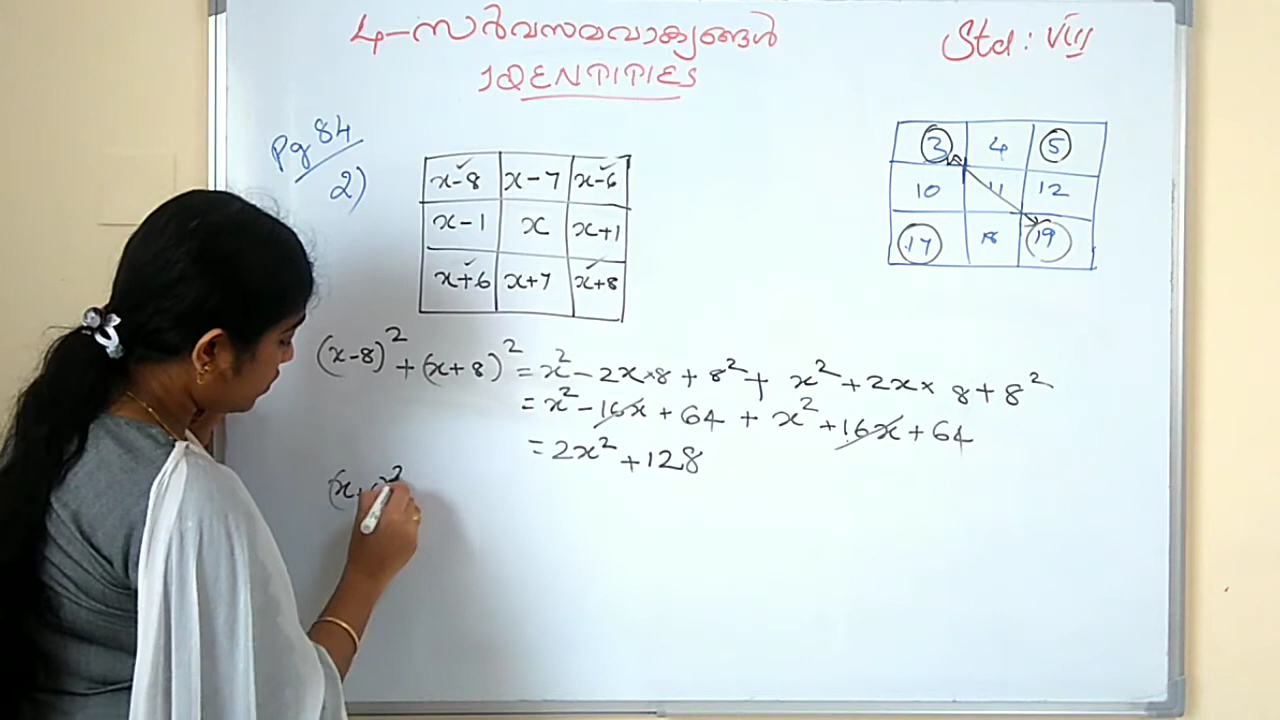 4-സർവസമവാക്യങ്ങൾ
IDENTITIES
Std: VIII
Pg 84
2)
x-8 x-7 x-6
x-1 x x+1
x+6 x+7 x+8
3 4 5
10 11 12
17 18 19
(x-8)² + (x+8)² = x² - 2x×8 + 8² + x² + 2x× 8 + 8²
= x² - 16x + 64 + x² + 16x + 64
= 2x² + 128